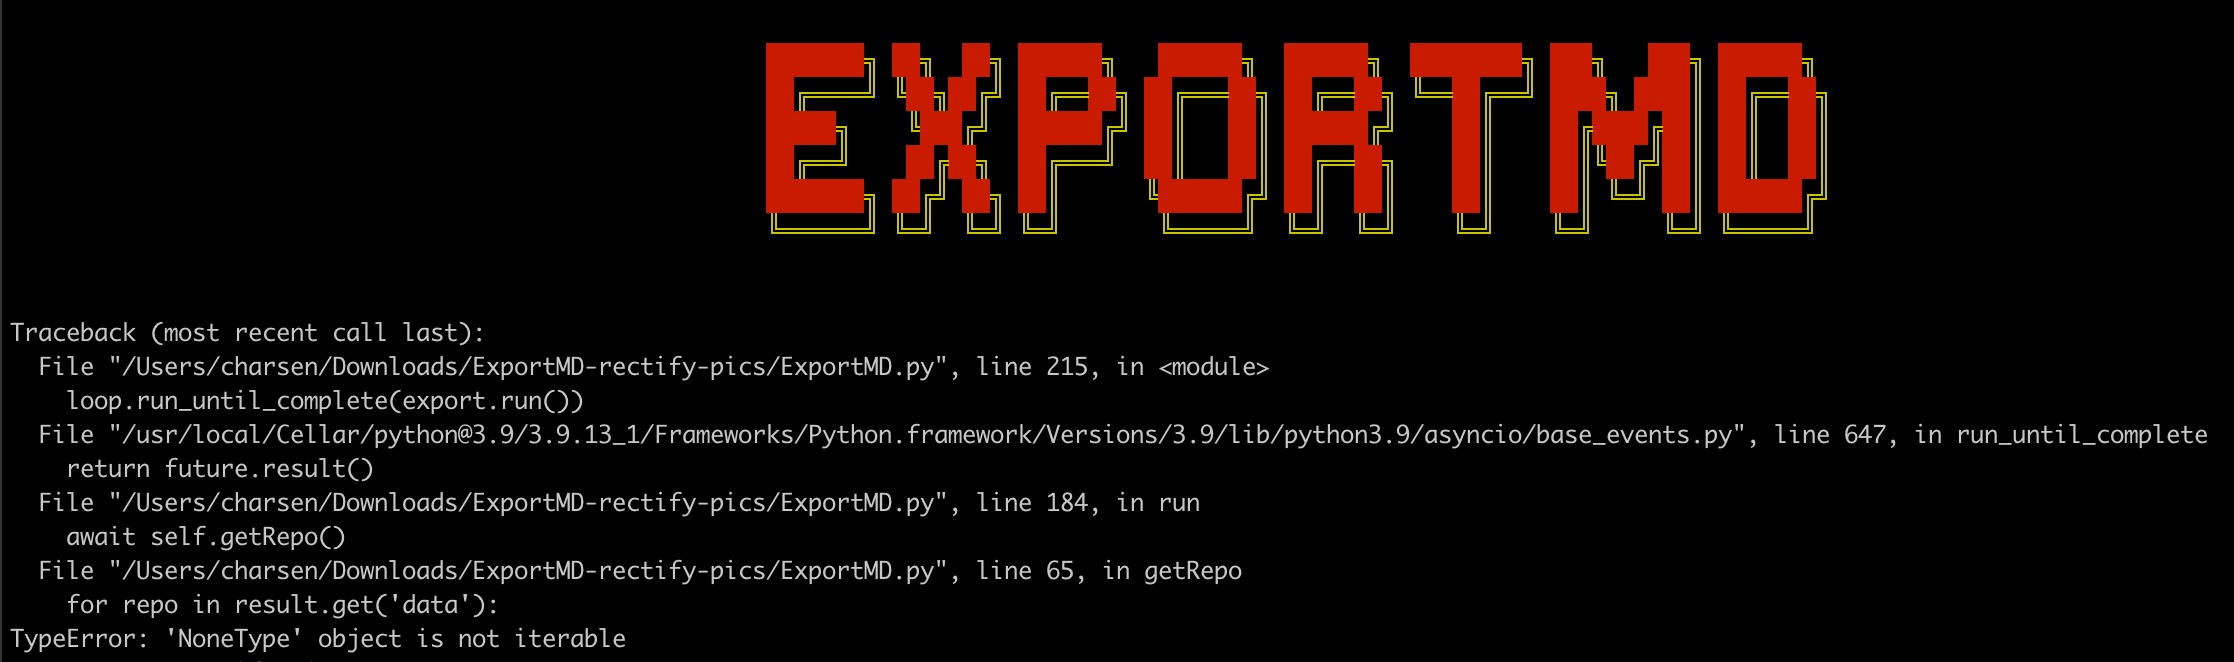 EXPORTMD
Traceback (most recent call last):
  File "/Users/charsen/Downloads/ExportMD-rectify-pics/ExportMD.py", line 215, in <module>
    loop.run_until_complete(export.run())
  File "/usr/local/Cellar/python@3.9/3.9.13_1/Frameworks/Python.framework/Versions/3.9/lib/python3.9/asyncio/base_events.py", line 647, in run_until_complete
    return future.result()
  File "/Users/charsen/Downloads/ExportMD-rectify-pics/ExportMD.py", line 184, in run
    await self.getRepo()
  File "/Users/charsen/Downloads/ExportMD-rectify-pics/ExportMD.py", line 65, in getRepo
    for repo in result.get('data'):
TypeError: 'NoneType' object is not iterable